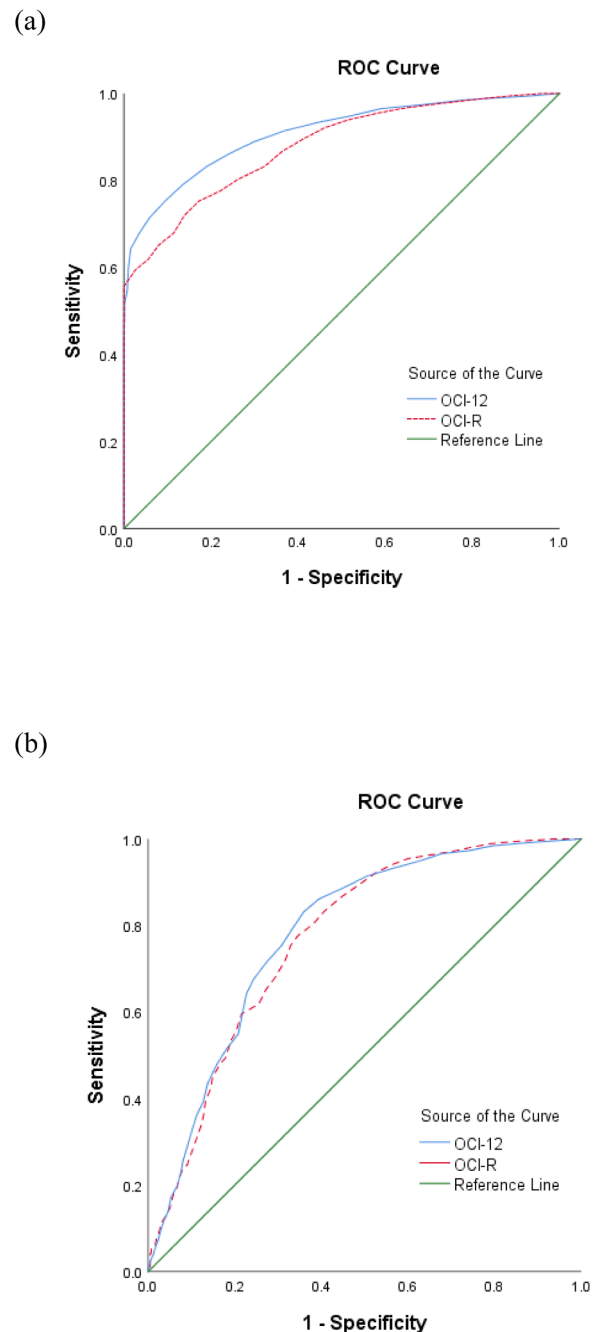 (a)
ROC Curve
1.0
0.8
0.6
0.4
0.2
0.0
Sensitivity
Source of the Curve
OCI-12
OCI-R
Reference Line
0.0 0.2 0.4 0.6 0.8 1.0
1 - Specificity
(b)
ROC Curve
1.0
0.8
0.6
0.4
0.2
0.0
Sensitivity
Source of the Curve
OCI-12
OCI-R
Reference Line
0.0 0.2 0.4 0.6 0.8 1.0
1 - Specificity